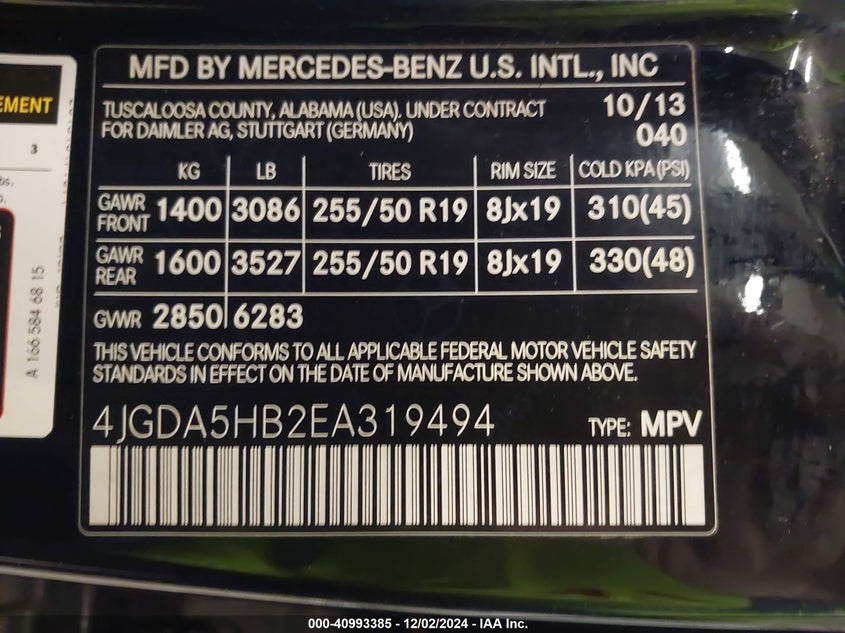 MFD BY MERCEDES-BENZ U.S. INTL., INC
TUSCALOOSA COUNTY, ALABAMA (USA). UNDER CONTRACT 10/13
FOR DAIMLER AG, STUTTGART (GERMANY) 040
KG LB TIRES RIM SIZE COLD KPA (PSI)
GAWR FRONT 1400 3086 255/50 R19 8Jx19 310(45)
GAWR REAR 1600 3527 255/50 R19 8Jx19 330(48)
GVWR 2850 6283
THIS VEHICLE CONFORMS TO ALL APPLICABLE FEDERAL MOTOR VEHICLE SAFETY
STANDARDS IN EFFECT ON THE DATE OF MANUFACTURE SHOWN ABOVE.
4JGDA5HB2EA319494 TYPE: MPV
EMENT
3
bs.
A 166 584 68 15
000-40993385 - 12/02/2024 - IAA Inc.